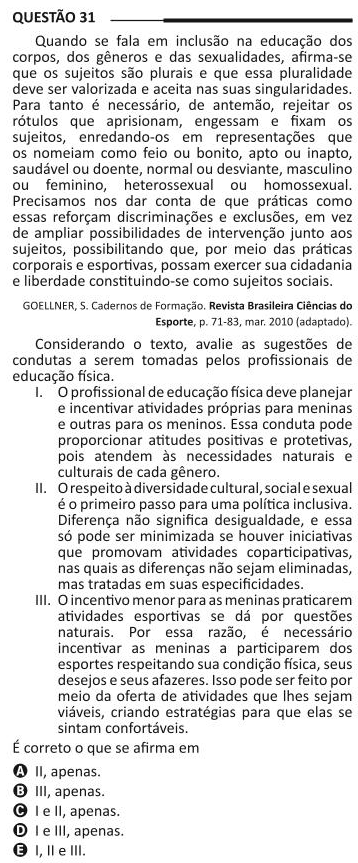 QUESTÃO 31
Quando se fala em inclusão na educação dos
corpos, dos gêneros e das sexualidades, afirma-se
que os sujeitos são plurais e que essa pluralidade
deve ser valorizada e aceita nas suas singularidades.
Para tanto é necessário, de antemão, rejeitar os
rótulos que aprisionam, engessam e fixam os
sujeitos, enredando-os em representações que
os nomeiam como feio ou bonito, apto ou inapto,
saudável ou doente, normal ou desviante, masculino
ou feminino, heterossexual ou homossexual.
Precisamos nos dar conta de que práticas como
essas reforçam discriminações e exclusões, em vez
de ampliar possibilidades de intervenção junto aos
sujeitos, possibilitando que, por meio das práticas
corporais e esportivas, possam exercer sua cidadania
e liberdade constituindo-se como sujeitos sociais.
GOELLNER, S. Cadernos de Formação. Revista Brasileira Ciências do
Esporte, p. 71-83, mar. 2010 (adaptado).
Considerando o texto, avalie as sugestões de
condutas a serem tomadas pelos profissionais de
educação física.
I. O profissional de educação física deve planejar
e incentivar atividades próprias para meninas
e outras para os meninos. Essa conduta pode
proporcionar atitudes positivas e protetivas,
pois atendem às necessidades naturais e
culturais de cada gênero.
II. O respeito à diversidade cultural, social e sexual
é o primeiro passo para uma política inclusiva.
Diferença não significa desigualdade, e essa
só pode ser minimizada se houver iniciativas
que promovam atividades coparticipativas,
nas quais as diferenças não sejam eliminadas,
mas tratadas em suas especificidades.
III. O incentivo menor para as meninas praticarem
atividades esportivas se dá por questões
naturais. Por essa razão, é necessário
incentivar as meninas a participarem dos
esportes respeitando sua condição física, seus
desejos e seus afazeres. Isso pode ser feito por
meio da oferta de atividades que lhes sejam
viáveis, criando estratégias para que elas se
sintam confortáveis.
É correto o que se afirma em
A II, apenas.
B III, apenas.
C I e II, apenas.
D I e III, apenas.
E I, II e III.